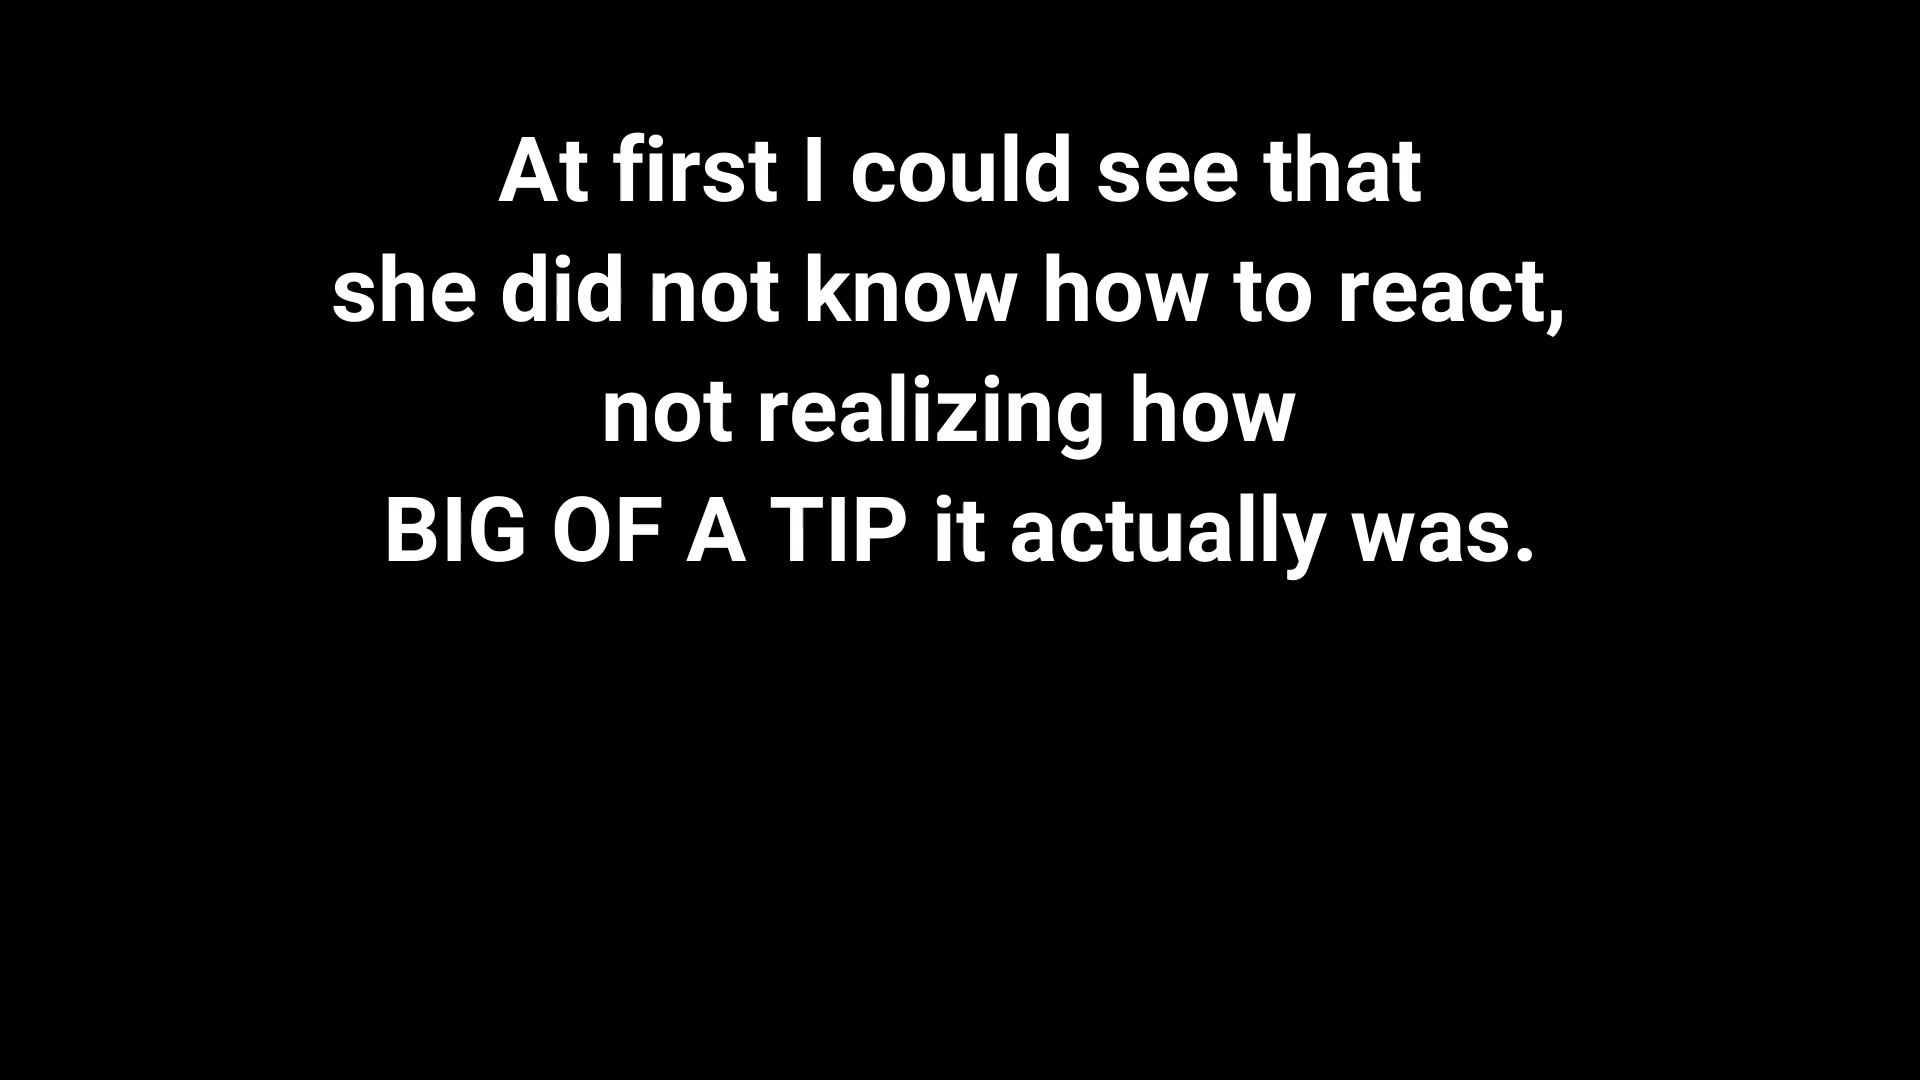 At first I could see that
she did not know how to react,
not realizing how
BIG OF A TIP it actually was.